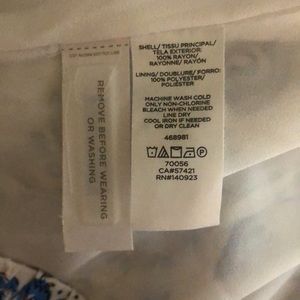 REMOVE BEFORE WEARING
OR WASHING
SHELL/ TISSU PRINCIPAL/
TELA EXTERIOR:
100% RAYON/
RAYONNE/ RAYÓN
LINING/ DOUBLURE/ FORRO:
100% POLYESTER/
POLIÉSTER
MACHINE WASH COLD
ONLY NON-CHLORINE
BLEACH WHEN NEEDED
LINE DRY
COOL IRON IF NEEDED
OR DRY CLEAN
468981
P
70056
CA#57421
RN#140923